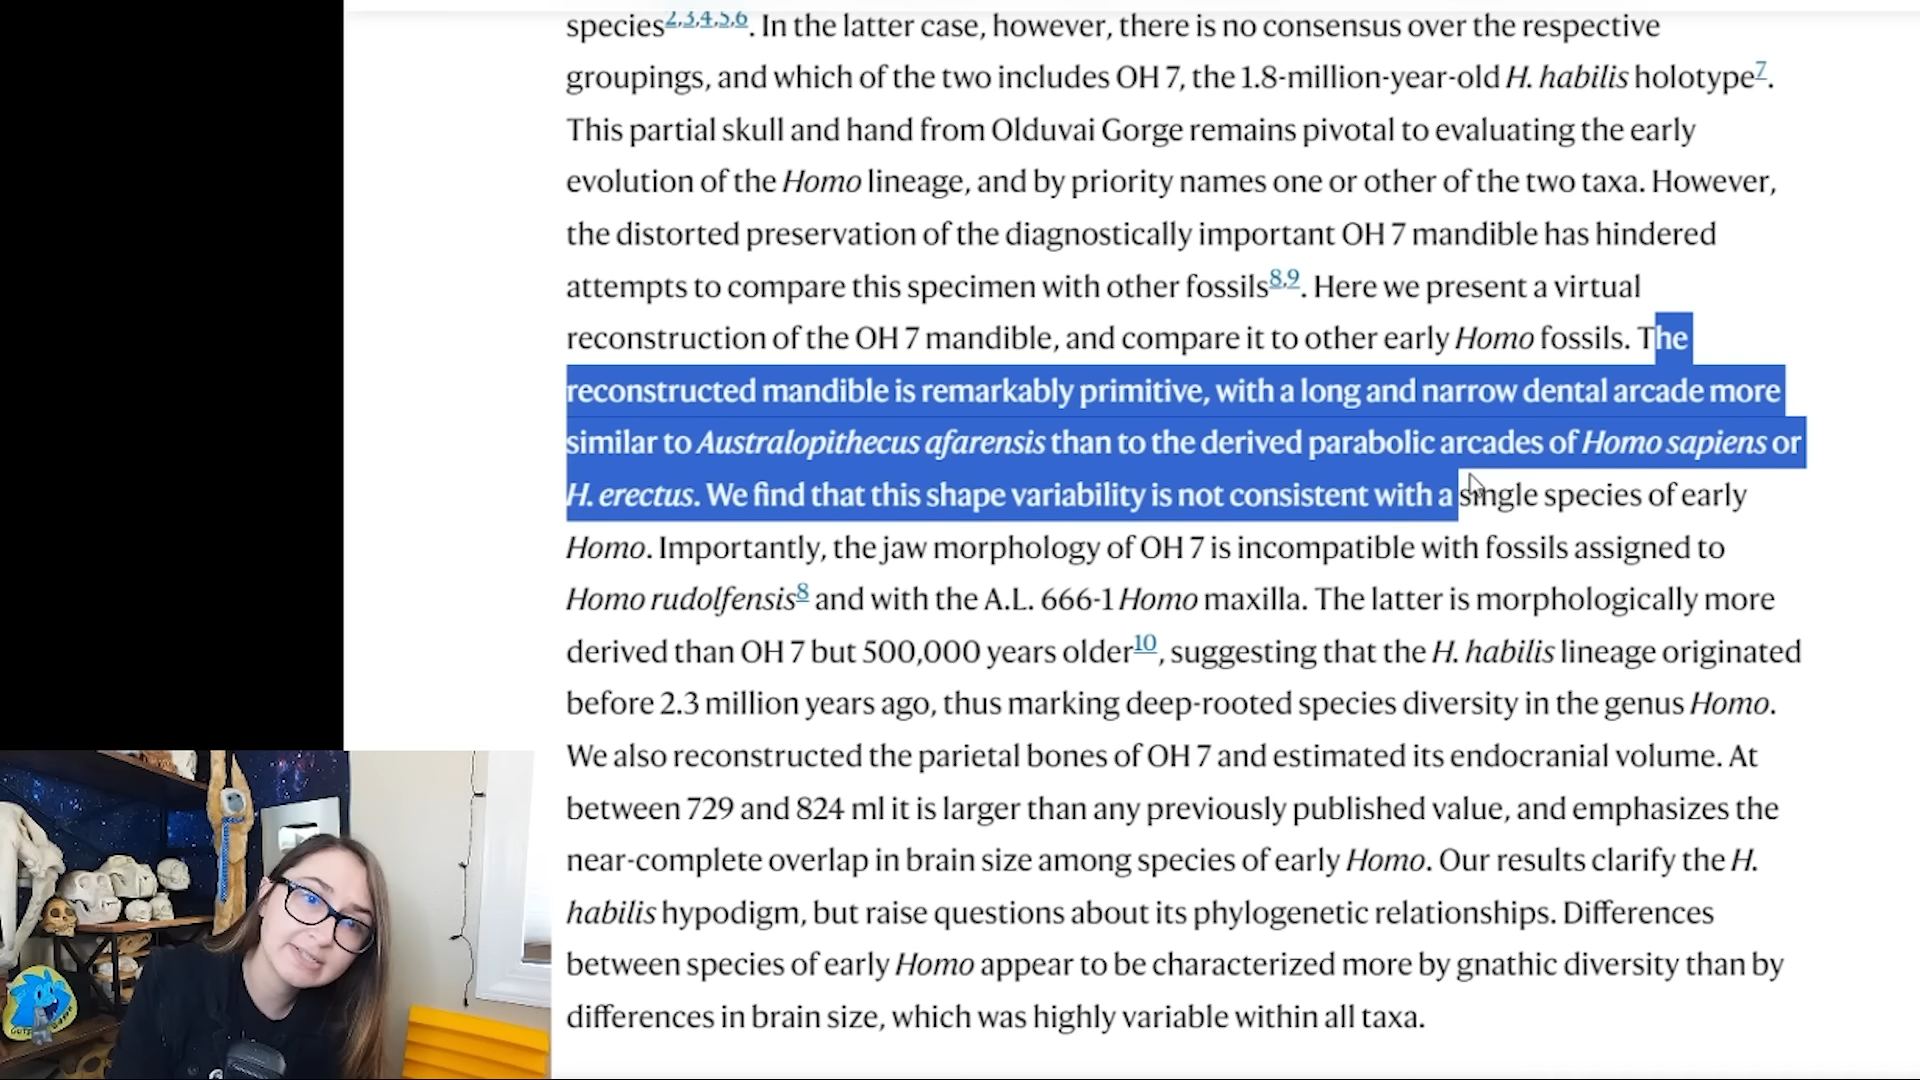 species2,3,4,5,6. In the latter case, however, there is no consensus over the respective
groupings, and which of the two includes OH 7, the 1.8-million-year-old H. habilis holotype7.
This partial skull and hand from Olduvai Gorge remains pivotal to evaluating the early
evolution of the Homo lineage, and by priority names one or other of the two taxa. However,
the distorted preservation of the diagnostically important OH 7 mandible has hindered
attempts to compare this specimen with other fossils8,9. Here we present a virtual
reconstruction of the OH 7 mandible, and compare it to other early Homo fossils. The
reconstructed mandible is remarkably primitive, with a long and narrow dental arcade more
similar to Australopithecus afarensis than to the derived parabolic arcades of Homo sapiens or
H. erectus. We find that this shape variability is not consistent with a single species of early
Homo. Importantly, the jaw morphology of OH 7 is incompatible with fossils assigned to
Homo rudolfensis8 and with the A.L. 666-1 Homo maxilla. The latter is morphologically more
derived than OH 7 but 500,000 years older10, suggesting that the H. habilis lineage originated
before 2.3 million years ago, thus marking deep-rooted species diversity in the genus Homo.
We also reconstructed the parietal bones of OH 7 and estimated its endocranial volume. At
between 729 and 824 ml it is larger than any previously published value, and emphasizes the
near-complete overlap in brain size among species of early Homo. Our results clarify the H.
habilis hypodigm, but raise questions about its phylogenetic relationships. Differences
between species of early Homo appear to be characterized more by gnathic diversity than by
differences in brain size, which was highly variable within all taxa.